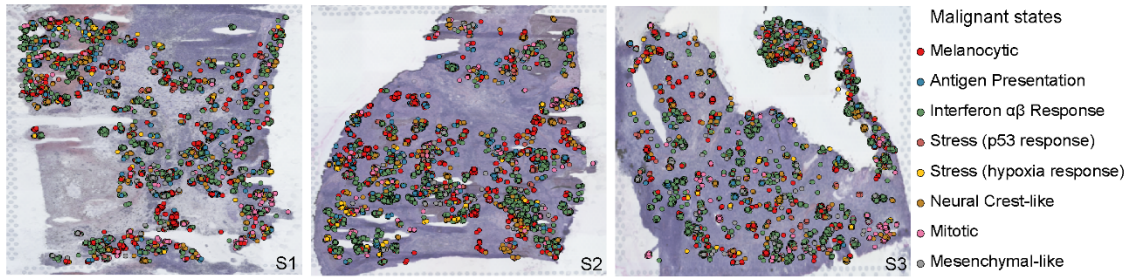 Malignant states
Melanocytic
Antigen Presentation
Interferon αβ Response
Stress (p53 response)
Stress (hypoxia response)
Neural Crest-like
Mitotic
Mesenchymal-like
S1
S2
S3